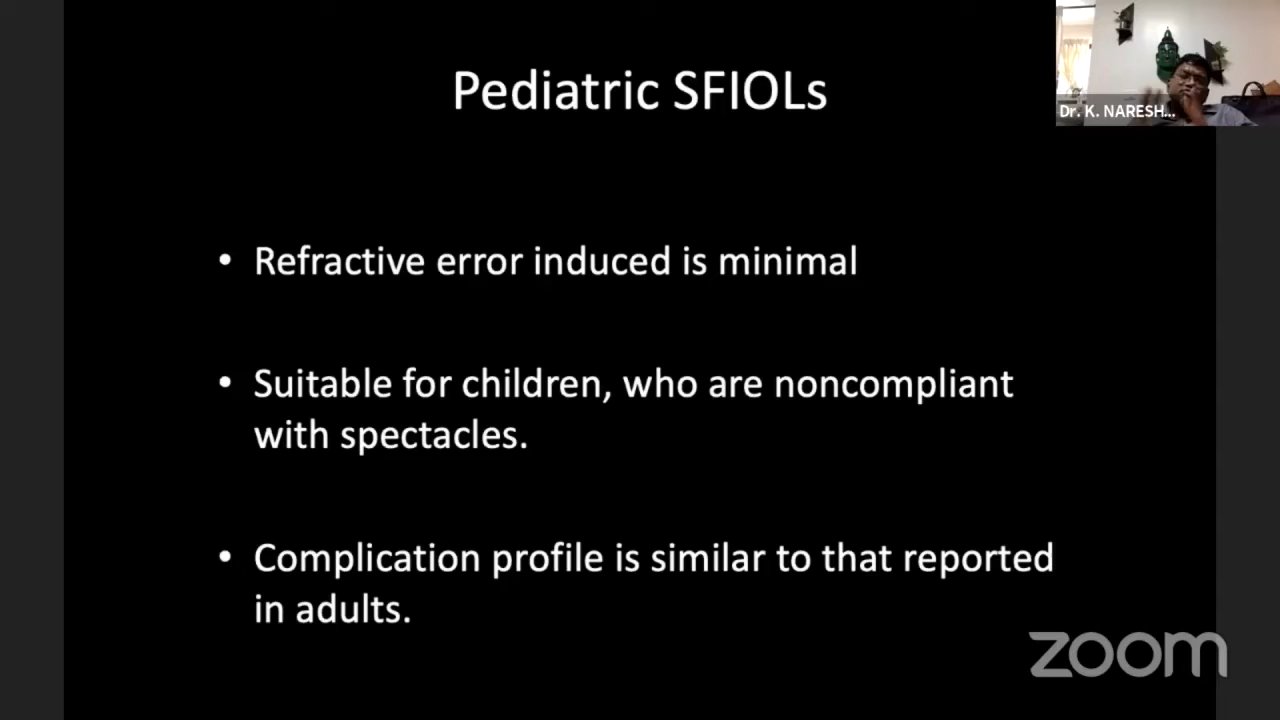 Pediatric SFIOLs
Dr. K. NARESH...
• Refractive error induced is minimal
• Suitable for children, who are noncompliant
with spectacles.
• Complication profile is similar to that reported
in adults.
zoom